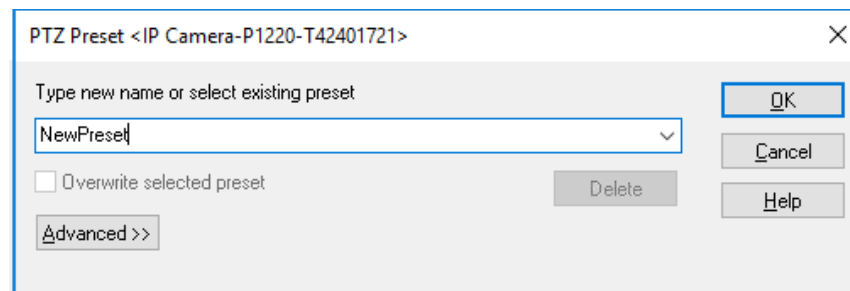 PTZ Preset <IP Camera-P1220-T42401721>
Type new name or select existing preset
OK
NewPreset
Cancel
Overwrite selected preset
Delete
Help
Advanced >>